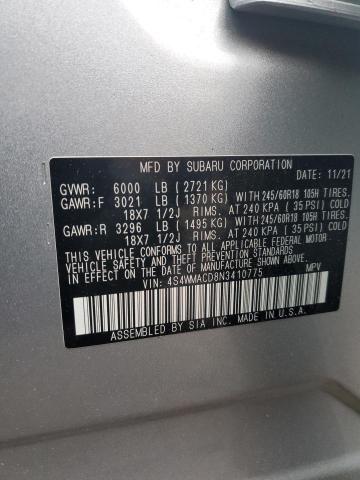 MFD BY SUBARU CORPORATION
DATE: 11/21
GVWR: 6000 LB (2721 KG)
GAWR:F 3021 LB (1370 KG) WITH 245/60R18 105H TIRES.
18X7 1/2J RIMS. AT 240 KPA ( 35 PSI) COLD
GAWR:R 3296 LB (1495 KG) WITH 245/60R18 105H TIRES.
18X7 1/2J RIMS. AT 240 KPA ( 35 PSI) COLD
THIS VEHICLE CONFORMS TO ALL APPLICABLE FEDERAL MOTOR
VEHICLE SAFETY, BUMPER, AND THEFT PREVENTION STANDARDS
IN EFFECT ON THE DATE OF MANUFACTURE SHOWN ABOVE.
VIN: 4S4WMACD8N3410775 MPV
ASSEMBLED BY SIA INC. MADE IN U.S.A.